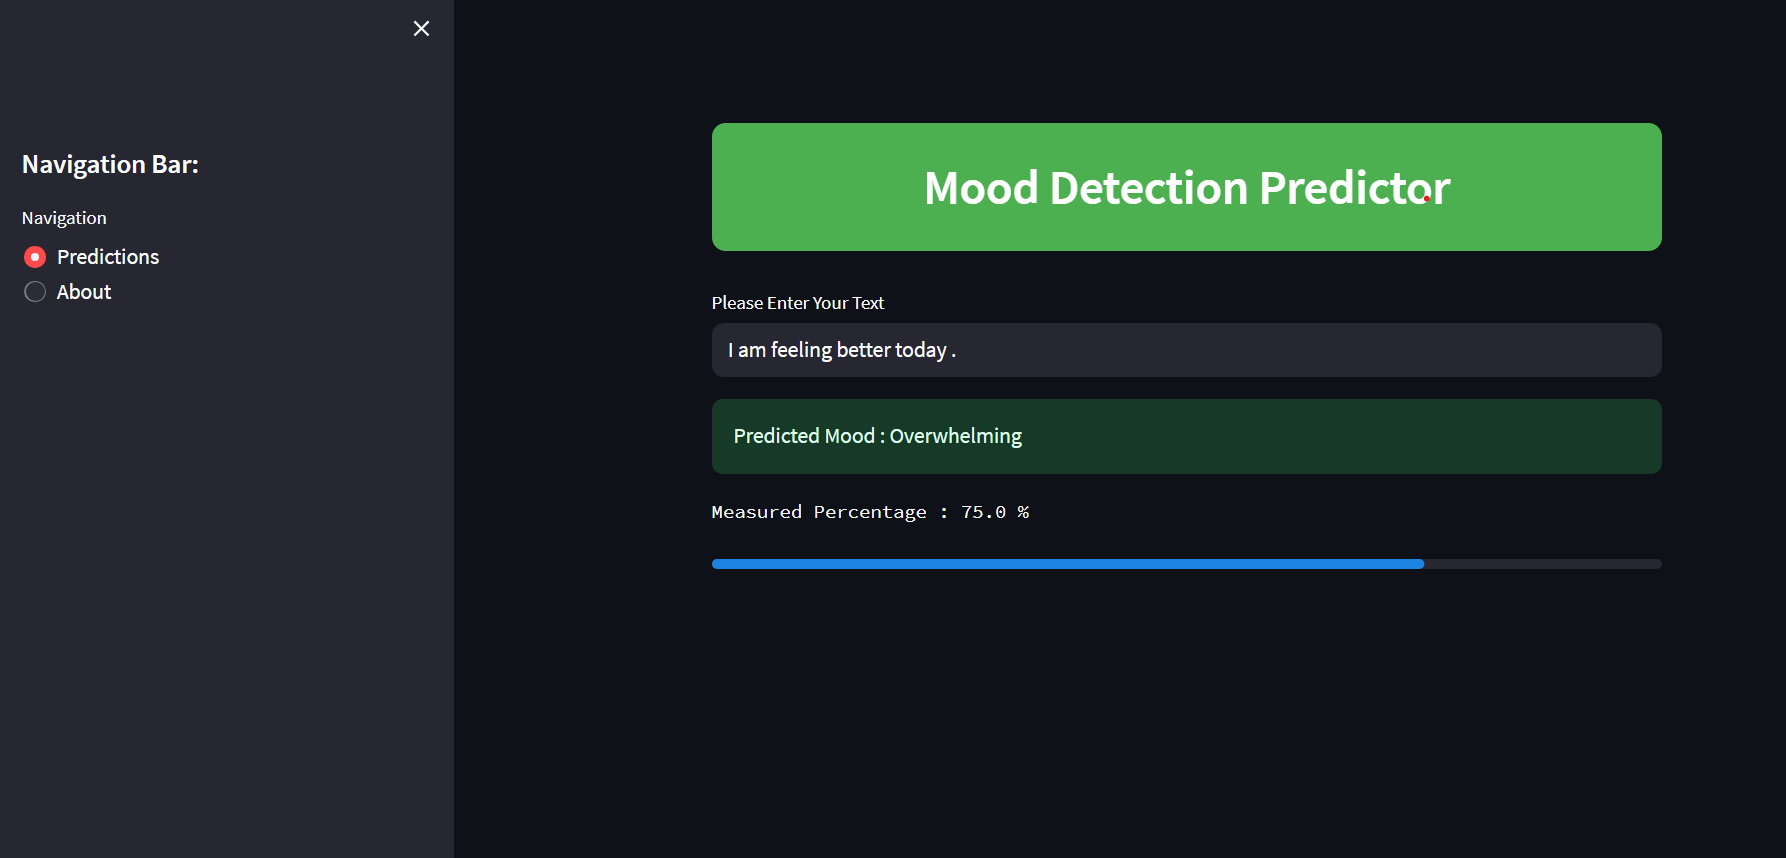 Navigation Bar:
Navigation
Predictions
About
Mood Detection Predictor
Please Enter Your Text
I am feeling better today .
Predicted Mood : Overwhelming
Measured Percentage : 75.0 %